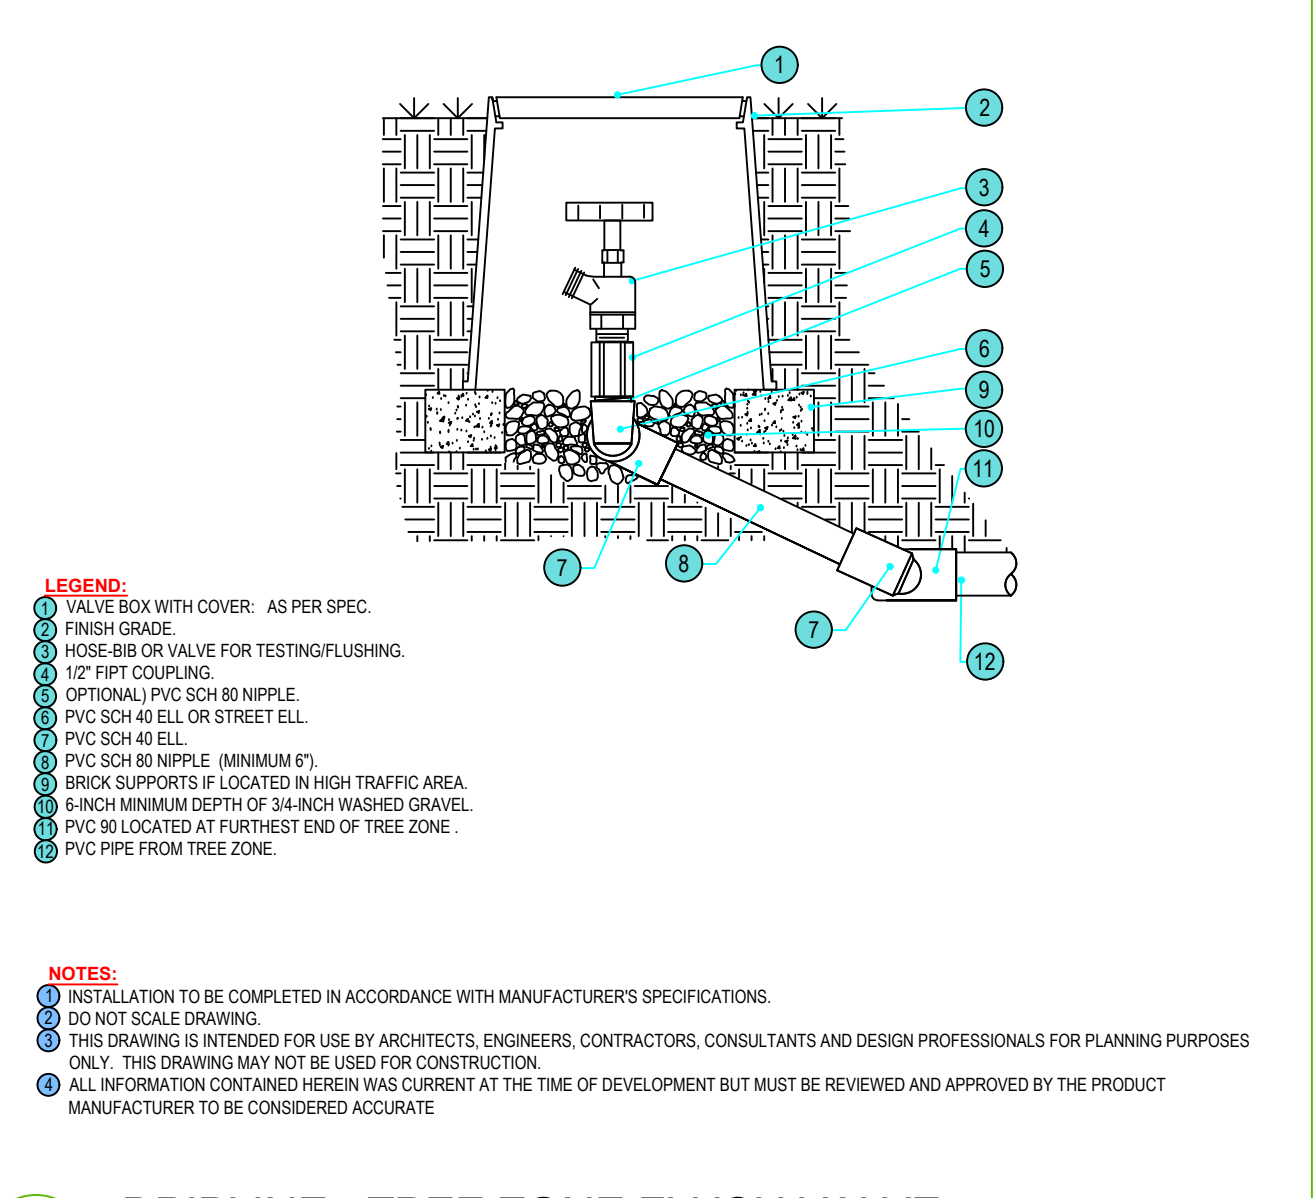 1
2
3
4
5
6
9
10
11
7
8
7
12
LEGEND:
1 VALVE BOX WITH COVER: AS PER SPEC.
2 FINISH GRADE.
3 HOSE-BIB OR VALVE FOR TESTING/FLUSHING.
4 1/2" FIPT COUPLING.
5 OPTIONAL) PVC SCH 80 NIPPLE.
6 PVC SCH 40 ELL OR STREET ELL.
7 PVC SCH 40 ELL.
8 PVC SCH 80 NIPPLE (MINIMUM 6").
9 BRICK SUPPORTS IF LOCATED IN HIGH TRAFFIC AREA.
10 6-INCH MINIMUM DEPTH OF 3/4-INCH WASHED GRAVEL.
11 PVC 90 LOCATED AT FURTHEST END OF TREE ZONE .
12 PVC PIPE FROM TREE ZONE.
NOTES:
1 INSTALLATION TO BE COMPLETED IN ACCORDANCE WITH MANUFACTURER'S SPECIFICATIONS.
2 DO NOT SCALE DRAWING.
3 THIS DRAWING IS INTENDED FOR USE BY ARCHITECTS, ENGINEERS, CONTRACTORS, CONSULTANTS AND DESIGN PROFESSIONALS FOR PLANNING PURPOSES
ONLY. THIS DRAWING MAY NOT BE USED FOR CONSTRUCTION.
4 ALL INFORMATION CONTAINED HEREIN WAS CURRENT AT THE TIME OF DEVELOPMENT BUT MUST BE REVIEWED AND APPROVED BY THE PRODUCT
MANUFACTURER TO BE CONSIDERED ACCURATE